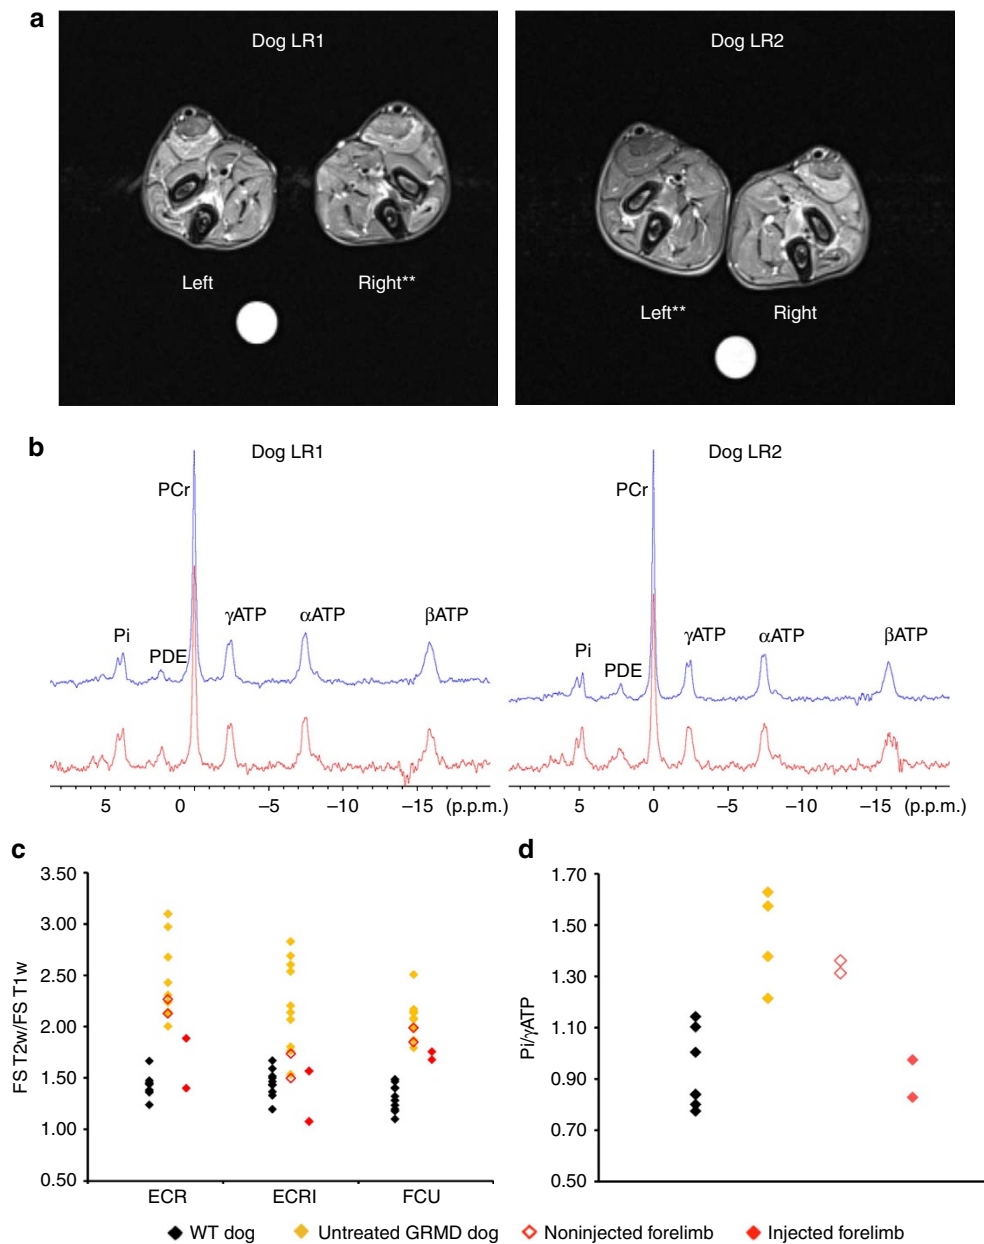 a
Dog LR1
Dog LR2
Left
Right**
Left**
Right
b
Dog LR1
Dog LR2
PCr
PCr
Pi
PDE
γATP
αATP
βATP
Pi
PDE
γATP
αATP
βATP
5 0 −5 −10 −15 (p.p.m.)
5 0 −5 −10 −15 (p.p.m.)
c
FS T2w/FS T1w
3.50
3.00
2.50
2.00
1.50
1.00
0.50
ECR ECRI FCU
d
Pi/γATP
1.70
1.50
1.30
1.10
0.90
0.70
0.50
WT dog Untreated GRMD dog Noninjected forelimb Injected forelimb